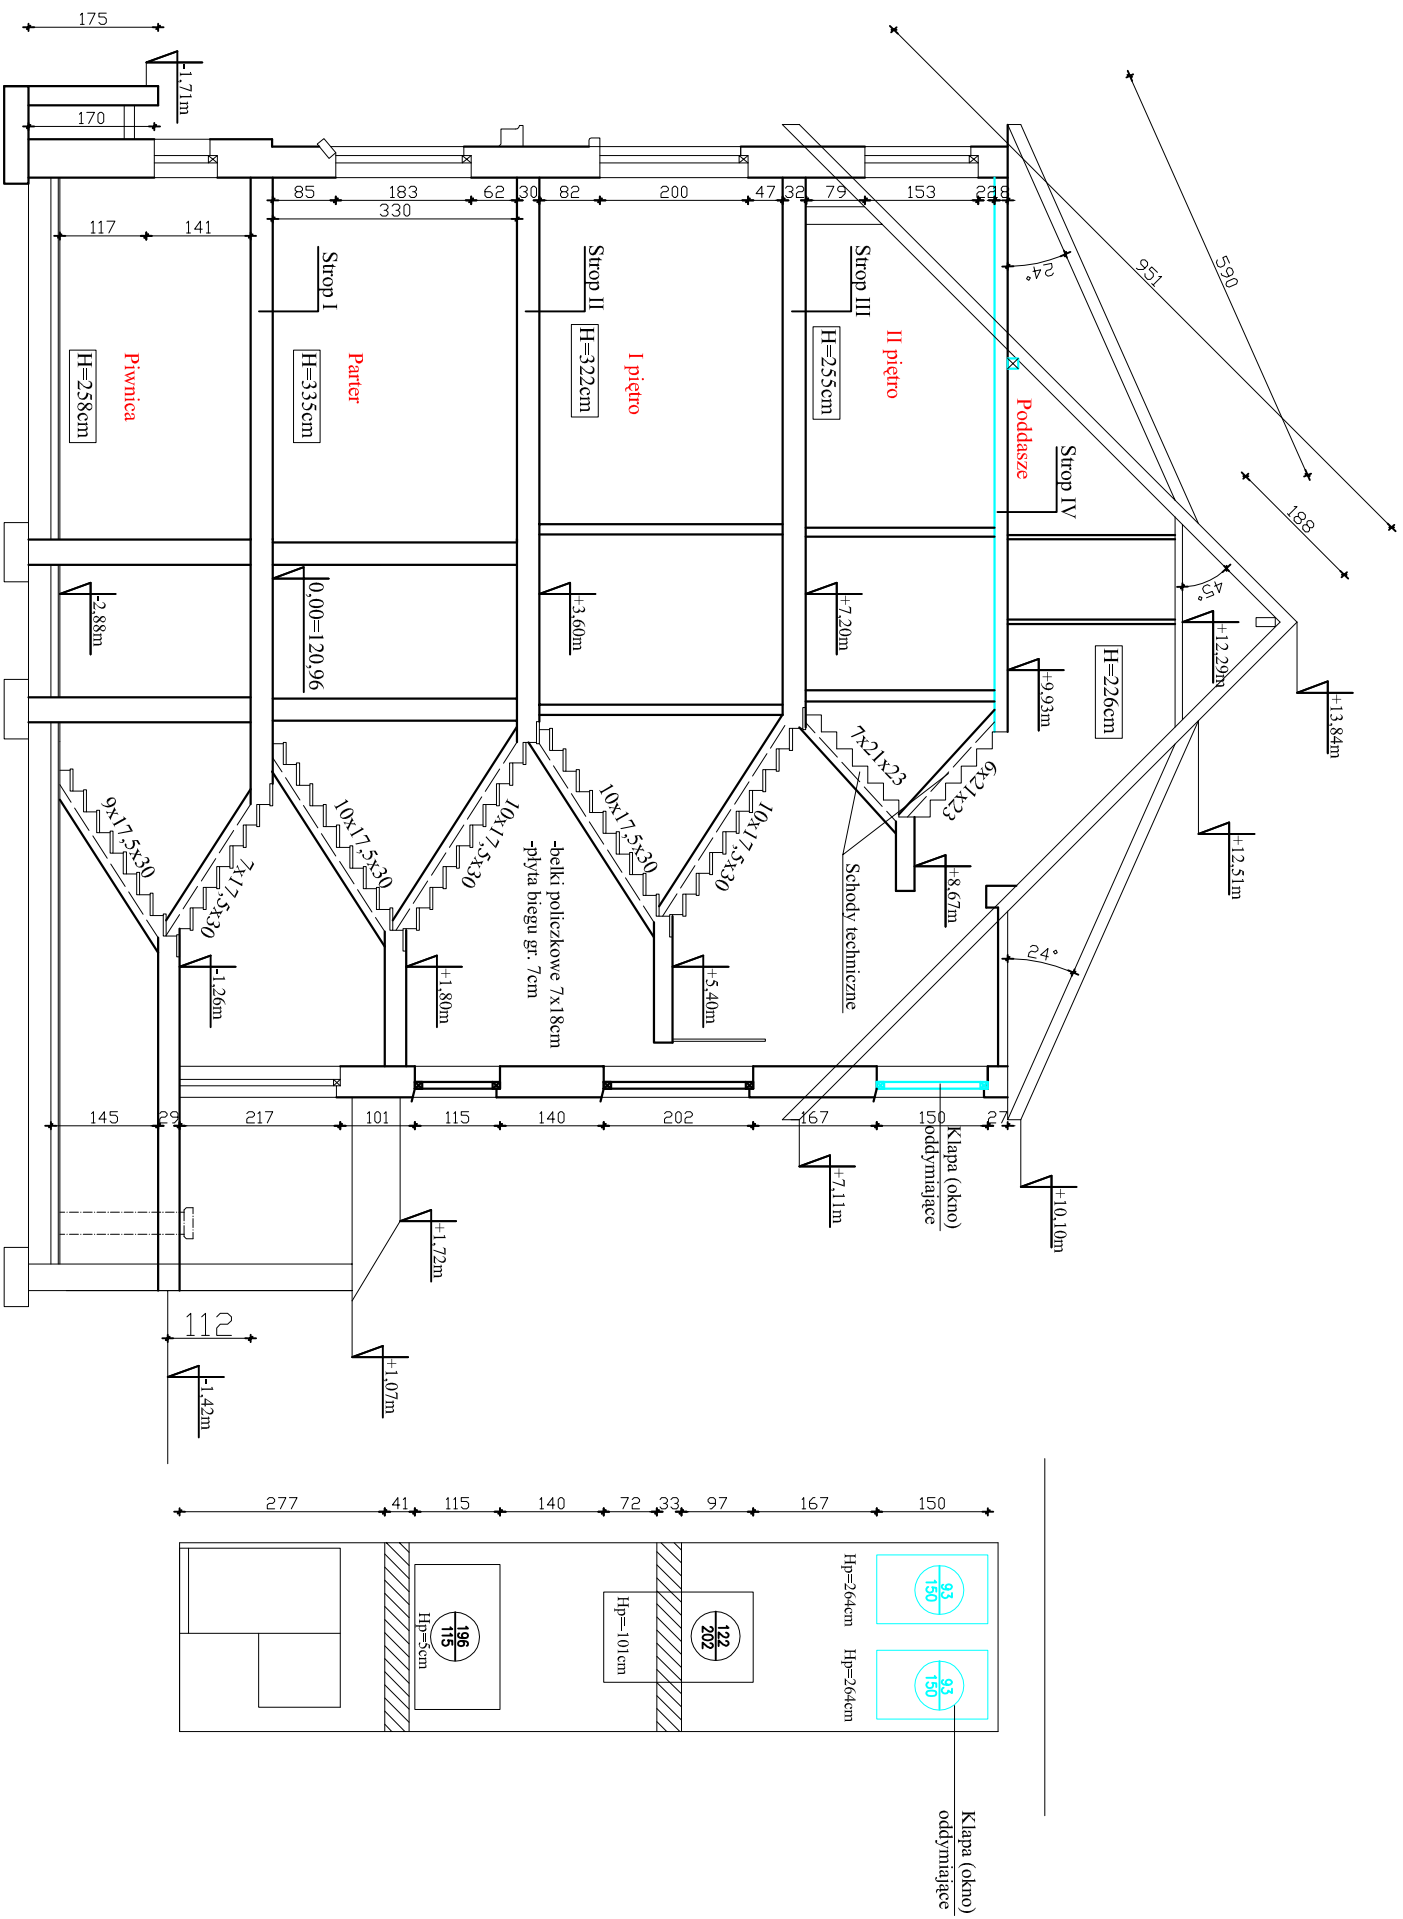 590
951
188
24°
45°
24°
+13,84m
+12,29m
+12,51m
H=226cm
Poddasze
Strop IV
+9,93m
+10,10m
II piętro
H=255cm
Strop III
+7,20m
7x21x23
6x21x23
+8,67m
Schody techniczne
Klapa (okno)
oddymiające
+7,11m
I piętro
H=322cm
Strop II
+3,60m
10x17,5x30
10x17,5x30
+5,40m
-belki policzkowe 7x18cm
-płyta biegu gr. 7cm
Parter
H=335cm
Strop I
0,00=120,96
10x17,5x30
10x17,5x30
+1,80m
+1,72m
+1,07m
Piwnica
H=258cm
-2,88m
9x17,5x30
7x17,5x30
-1,26m
-1,42m
112
-1,71m
175
170
117
141
85
183
62
30
82
200
47
32
79
153
22
330
145
29
217
101
115
140
202
167
150
27
277
41
115
140
72
33
97
167
150
93
150
Hp=264cm
93
150
Hp=264cm
122
202
Hp=-101cm
196
115
Hp=5cm
Klapa (okno)
oddymiające